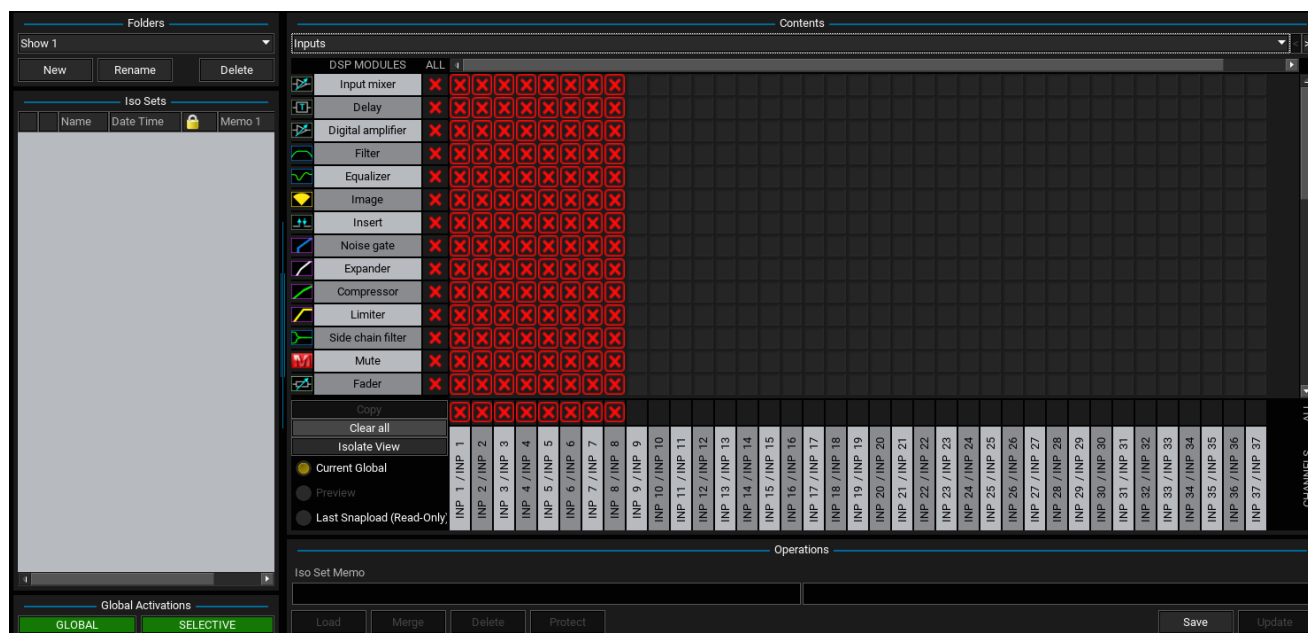 Folders
Show 1
New Rename Delete
Iso Sets
Name Date Time Memo 1
Global Activations
GLOBAL SELECTIVE
Contents
Inputs
DSP MODULES ALL
Input mixer
Delay
Digital amplifier
Filter
Equalizer
Image
Insert
Noise gate
Expander
Compressor
Limiter
Side chain filter
Mute
Fader
Copy
Clear all
Isolate View
Current Global
Preview
Last Snapload (Read-Only)
INP 1 / INP 1
INP 2 / INP 2
INP 3 / INP 3
INP 4 / INP 4
INP 5 / INP 5
INP 6 / INP 6
INP 7 / INP 7
INP 8 / INP 8
INP 9 / INP 9
INP 10 / INP 10
INP 11 / INP 11
INP 12 / INP 12
INP 13 / INP 13
INP 14 / INP 14
INP 15 / INP 15
INP 16 / INP 16
INP 17 / INP 17
INP 18 / INP 18
INP 19 / INP 19
INP 20 / INP 20
INP 21 / INP 21
INP 22 / INP 22
INP 23 / INP 23
INP 24 / INP 24
INP 25 / INP 25
INP 26 / INP 26
INP 27 / INP 27
INP 28 / INP 28
INP 29 / INP 29
INP 30 / INP 30
INP 31 / INP 31
INP 32 / INP 32
INP 33 / INP 33
INP 34 / INP 34
INP 35 / INP 35
INP 36 / INP 36
INP 37 / INP 37
CHANNELS ALL
Operations
Iso Set Memo
Load Merge Delete Protect Save Update